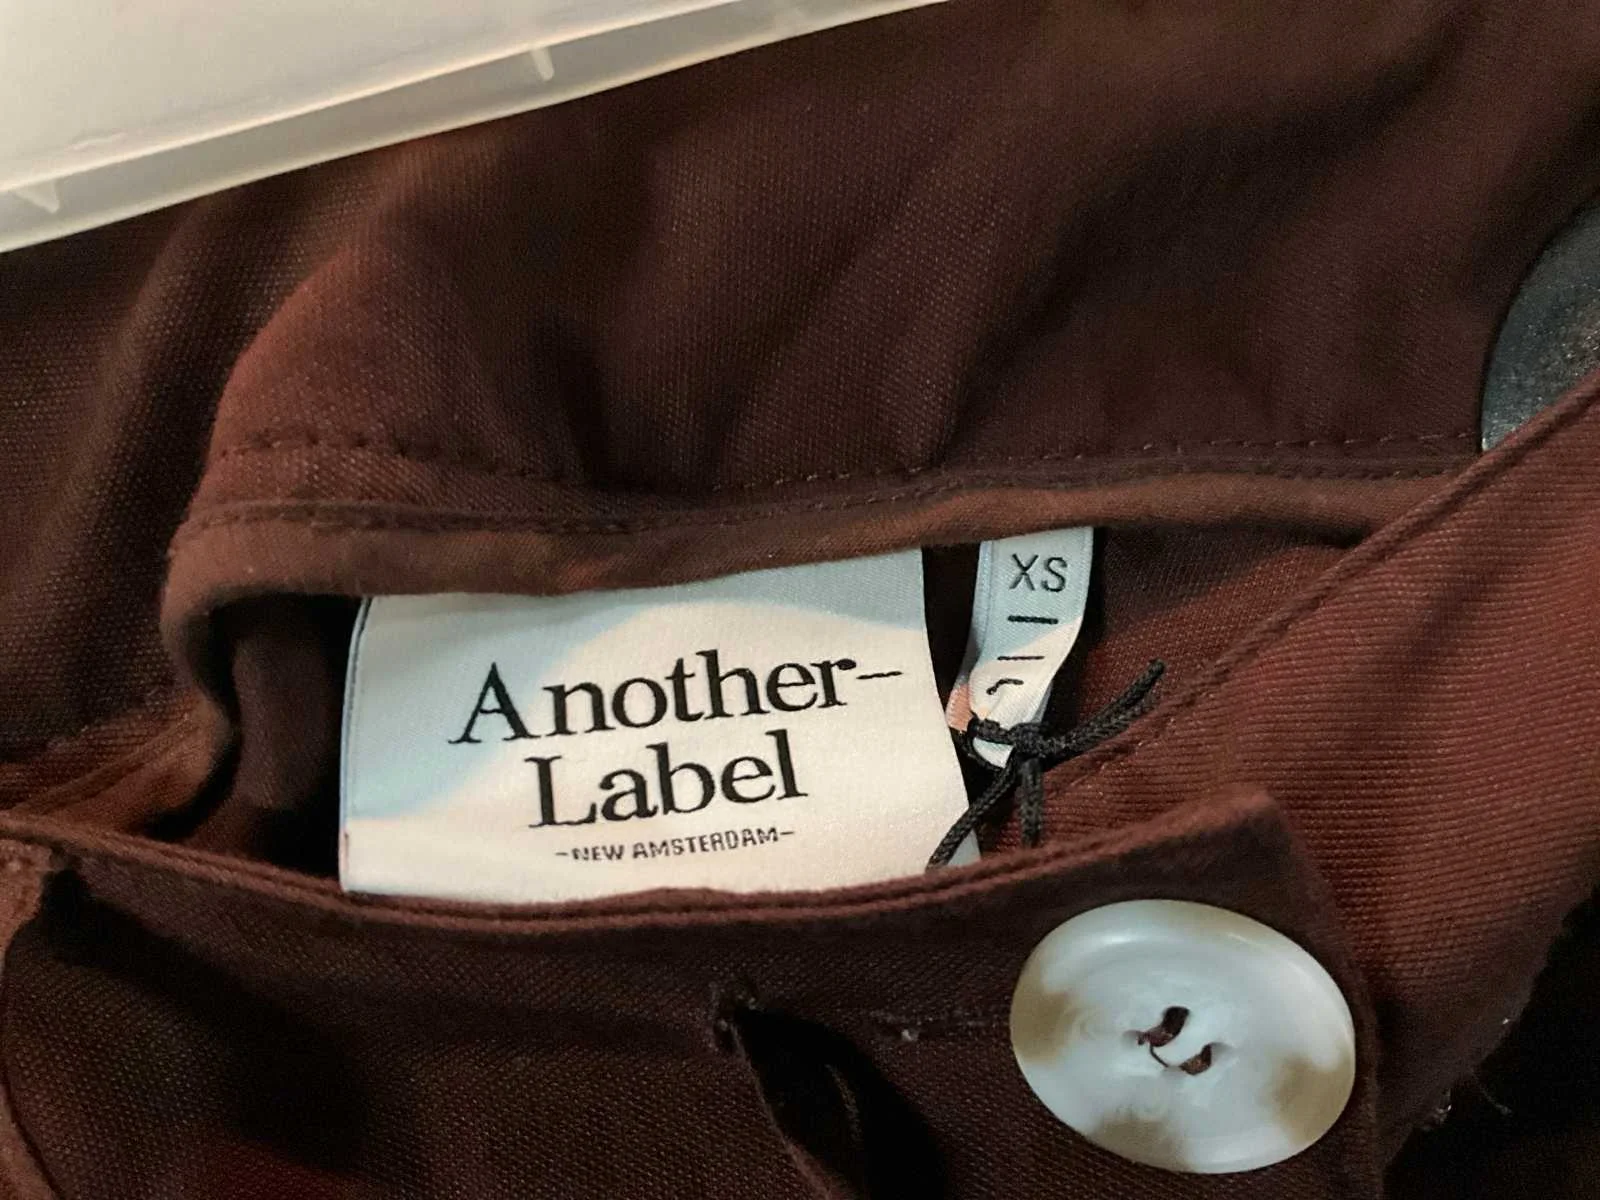 Another-
Label
-NEW AMSTERDAM-
XS